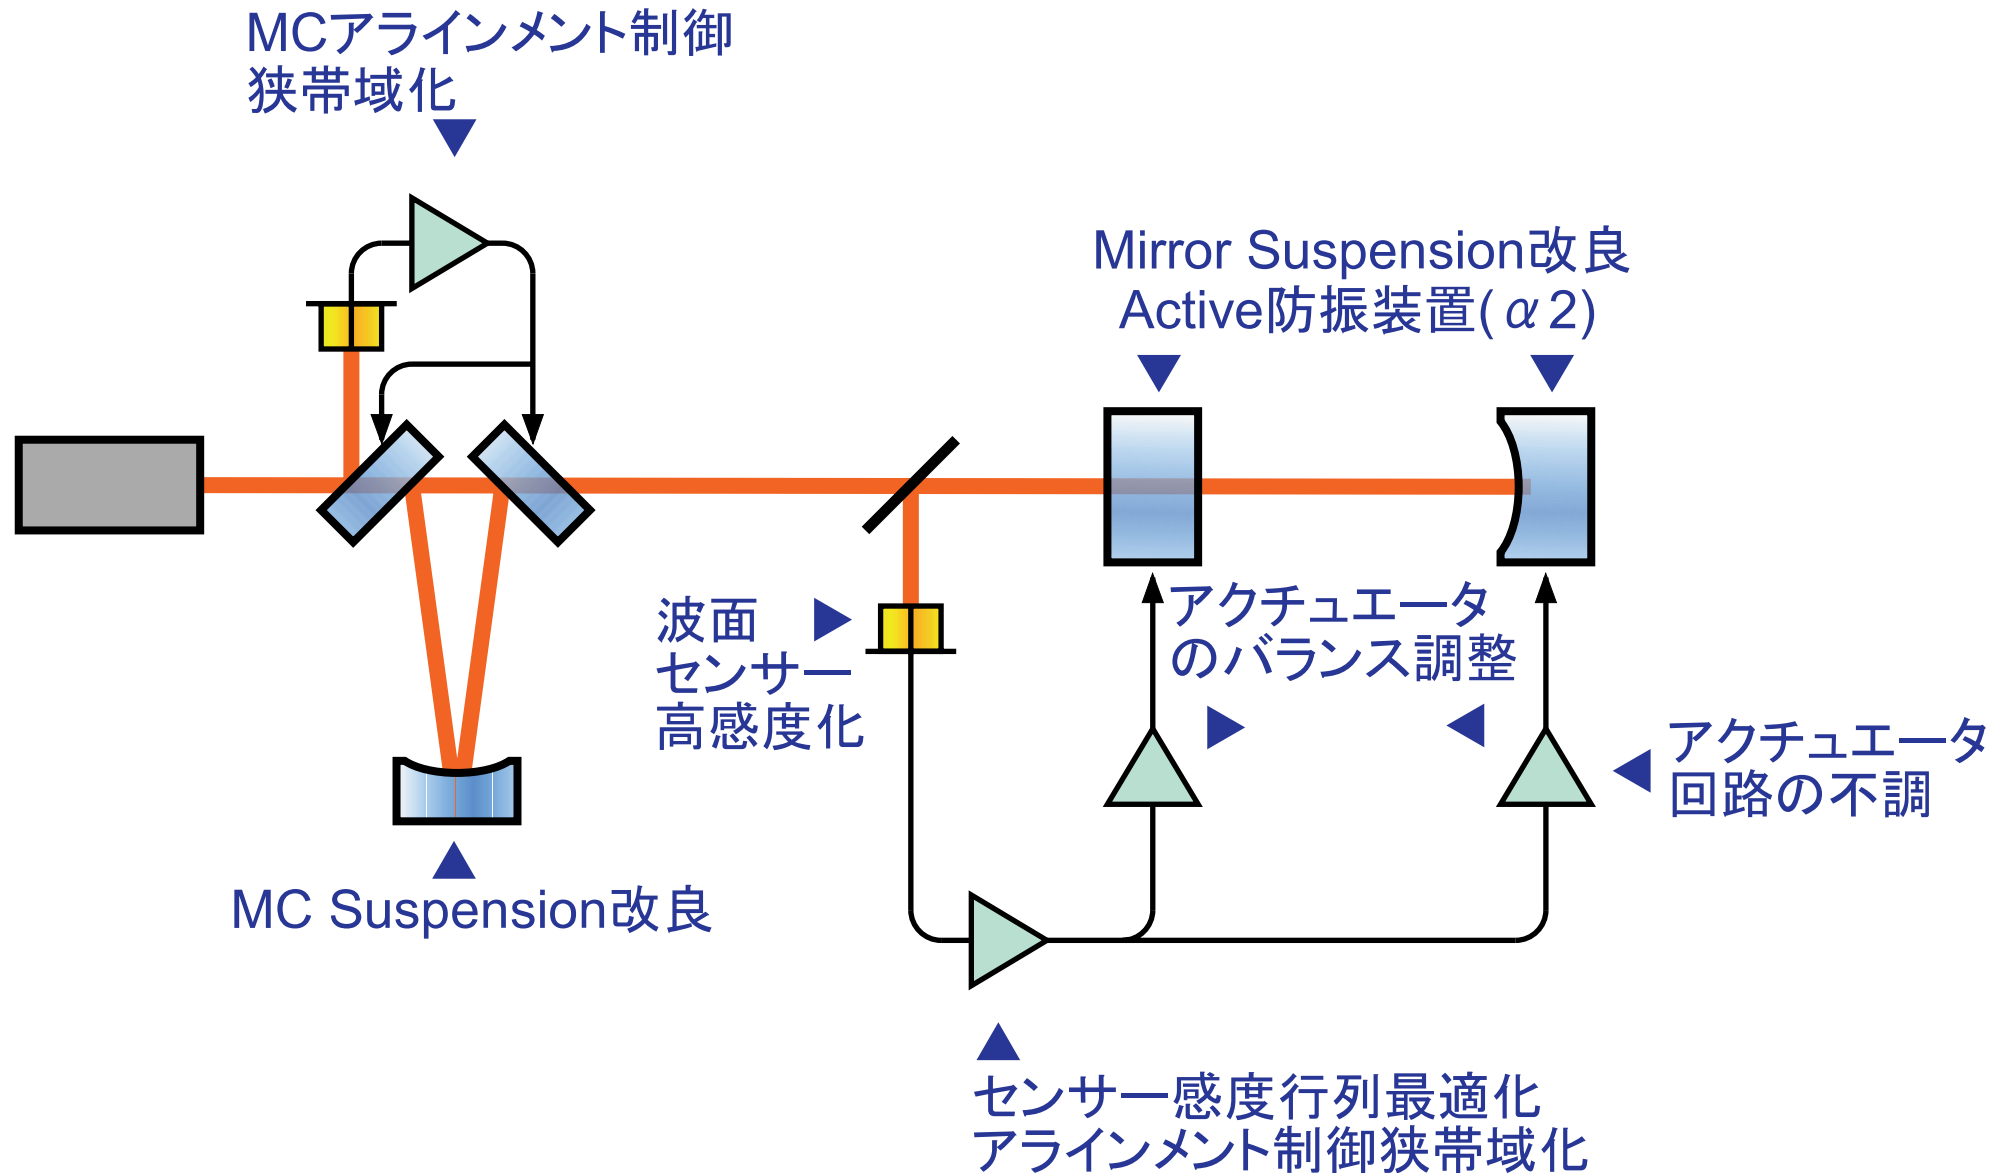 MCアラインメント制御
狭帯域化
Mirror Suspension改良
Active防振装置(α2)
波面
センサー
高感度化
アクチュエータ
のバランス調整
アクチュエータ
回路の不調
MC Suspension改良
センサー感度行列最適化
アラインメント制御狭帯域化